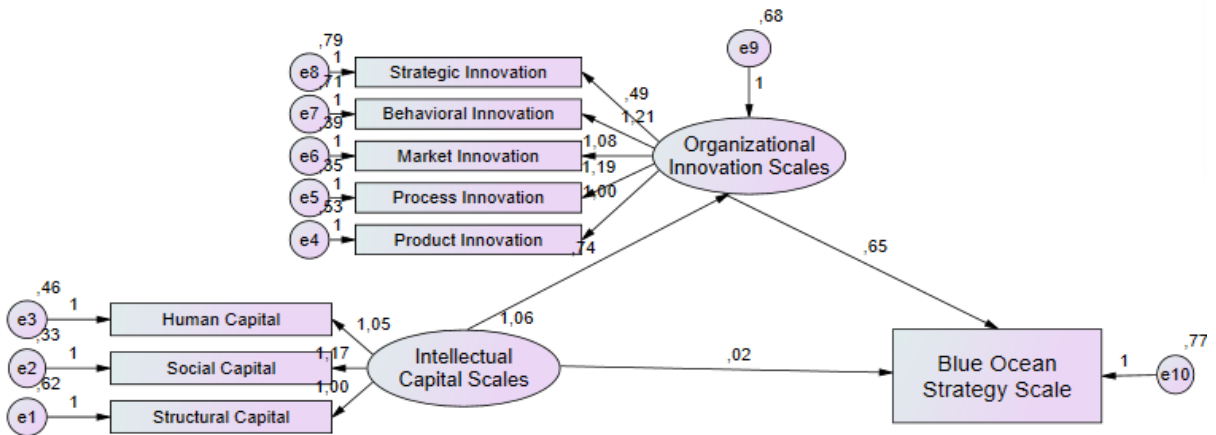 ,68
e9
1
,79
e8
1
Strategic Innovation
,71
e7
1
Behavioral Innovation
,39
e6
1
Market Innovation
,35
e5
1
Process Innovation
,53
e4
1
Product Innovation
,49
1,21
1,08
1,19
1,00
Organizational
Innovation Scales
,74
,65
,46
e3
1
Human Capital
,33
e2
1
Social Capital
,62
e1
1
Structural Capital
1,05
1,17
1,00
1,06
Intellectual
Capital Scales
,02
Blue Ocean
Strategy Scale
1
,77
e10